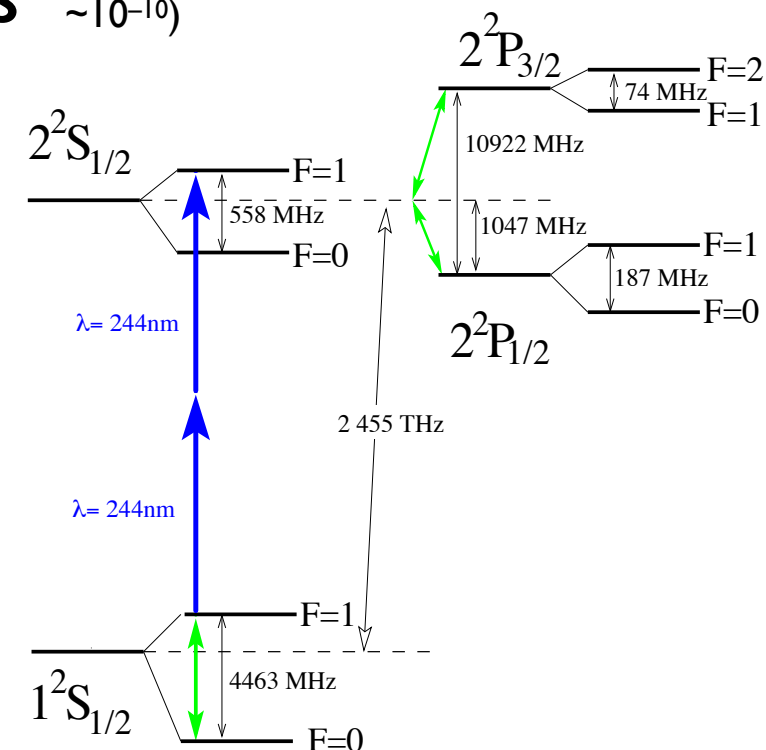 s ~10⁻¹⁰)
2²P3/2
F=2
74 MHz
F=1
10922 MHz
2²S1/2
F=1
558 MHz
F=0
1047 MHz
F=1
187 MHz
F=0
2²P1/2
λ= 244nm
2 455 THz
λ= 244nm
F=1
4463 MHz
1²S1/2
F=0